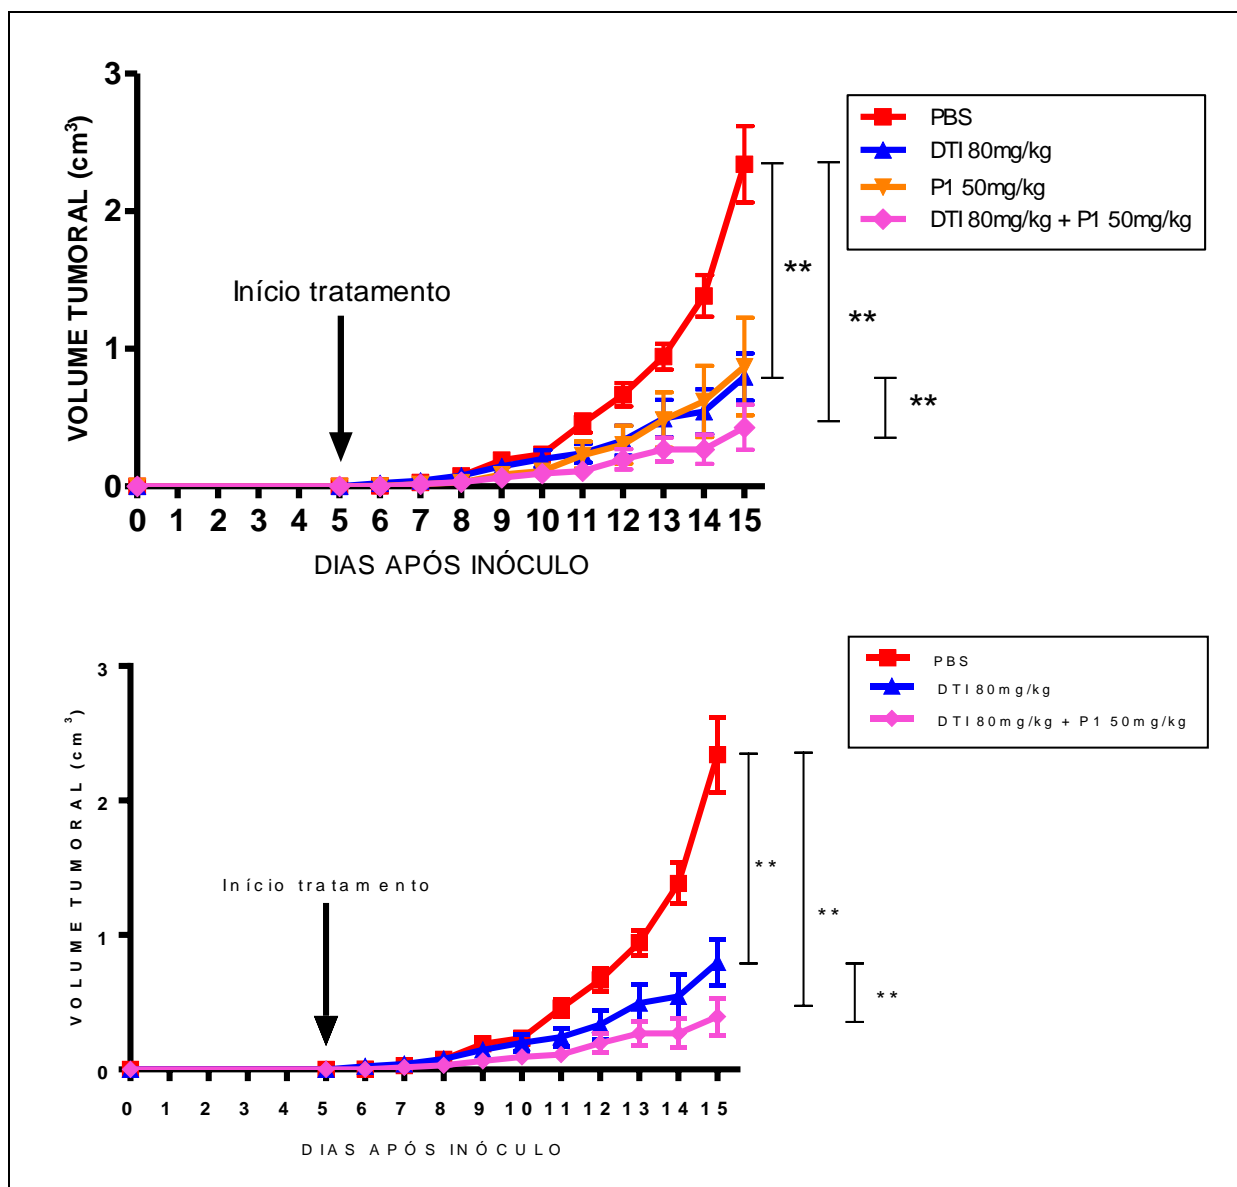 3
2
1
0
VOLUME TUMORAL (cm³)
Início tratamento
0 1 2 3 4 5 6 7 8 9 10 11 12 13 14 15
DIAS APÓS INÓCULO
PBS
DTI 80mg/kg
P1 50mg/kg
DTI 80mg/kg + P1 50mg/kg
**
**
**
3
2
1
0
VOLUME TUMORAL (cm³)
Início tratamento
0 1 2 3 4 5 6 7 8 9 10 11 12 13 14 15
DIAS APÓS INÓCULO
PBS
DTI 80mg/kg
DTI 80mg/kg + P1 50mg/kg
**
**
**